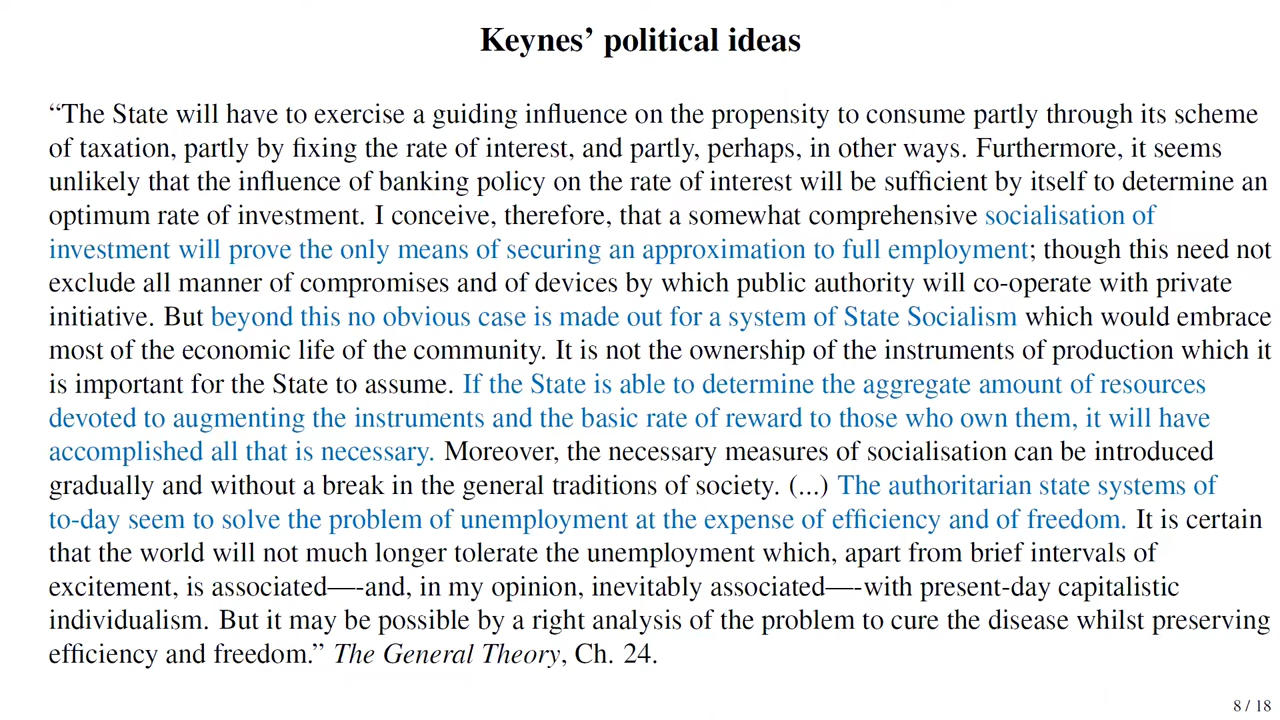 Keynes’ political ideas
“The State will have to exercise a guiding influence on the propensity to consume partly through its scheme
of taxation, partly by fixing the rate of interest, and partly, perhaps, in other ways. Furthermore, it seems
unlikely that the influence of banking policy on the rate of interest will be sufficient by itself to determine an
optimum rate of investment. I conceive, therefore, that a somewhat comprehensive socialisation of
investment will prove the only means of securing an approximation to full employment; though this need not
exclude all manner of compromises and of devices by which public authority will co-operate with private
initiative. But beyond this no obvious case is made out for a system of State Socialism which would embrace
most of the economic life of the community. It is not the ownership of the instruments of production which it
is important for the State to assume. If the State is able to determine the aggregate amount of resources
devoted to augmenting the instruments and the basic rate of reward to those who own them, it will have
accomplished all that is necessary. Moreover, the necessary measures of socialisation can be introduced
gradually and without a break in the general traditions of society. (...) The authoritarian state systems of
to-day seem to solve the problem of unemployment at the expense of efficiency and of freedom. It is certain
that the world will not much longer tolerate the unemployment which, apart from brief intervals of
excitement, is associated—-and, in my opinion, inevitably associated—-with present-day capitalistic
individualism. But it may be possible by a right analysis of the problem to cure the disease whilst preserving
efficiency and freedom.” The General Theory, Ch. 24.
8 / 18